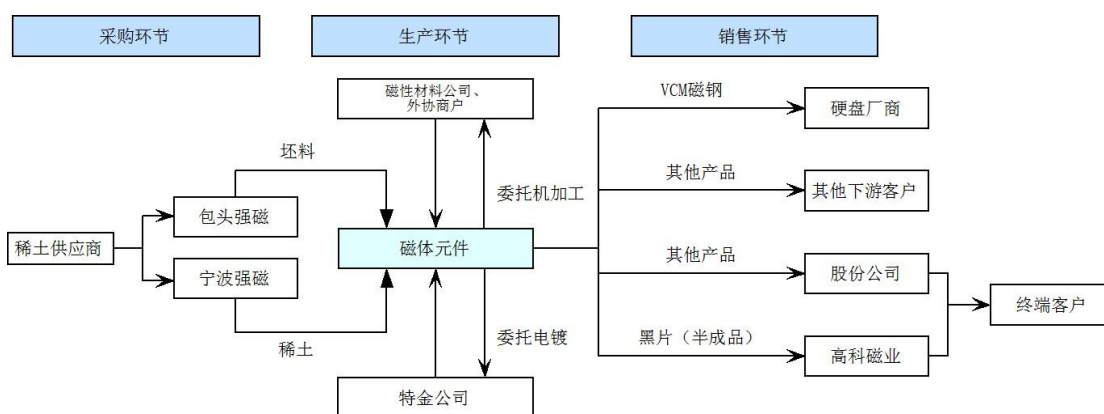 采购环节
生产环节
销售环节
磁性材料公司、
外协商户
VCM磁钢
硬盘厂商
坯料
委托机加工
其他产品
其他下游客户
包头强磁
稀土供应商
磁体元件
宁波强磁
其他产品
股份公司
终端客户
稀土
委托电镀
黑片（半成品）
高科磁业
特金公司